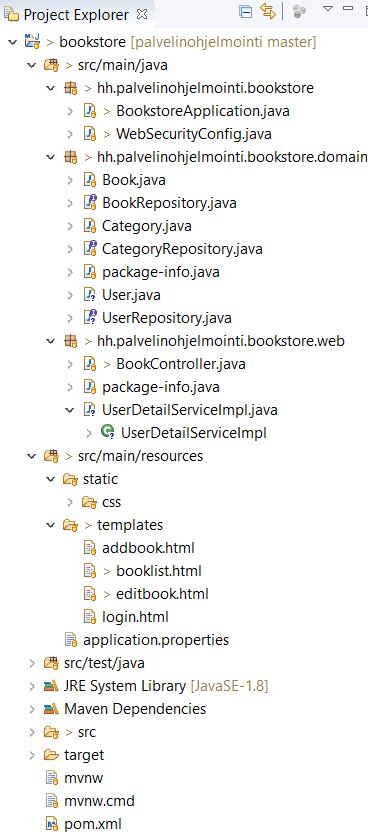 Project Explorer
> bookstore [palvelinohjelmointi master]
> src/main/java
> hh.palvelinohjelmointi.bookstore
> BookstoreApplication.java
> WebSecurityConfig.java
> hh.palvelinohjelmointi.bookstore.domain
Book.java
BookRepository.java
Category.java
CategoryRepository.java
package-info.java
User.java
UserRepository.java
> hh.palvelinohjelmointi.bookstore.web
> BookController.java
package-info.java
UserDetailServiceImpl.java
UserDetailServiceImpl
> src/main/resources
static
> css
> templates
addbook.html
> booklist.html
> editbook.html
login.html
application.properties
src/test/java
JRE System Library [JavaSE-1.8]
Maven Dependencies
> src
target
mvnw
mvnw.cmd
pom.xml